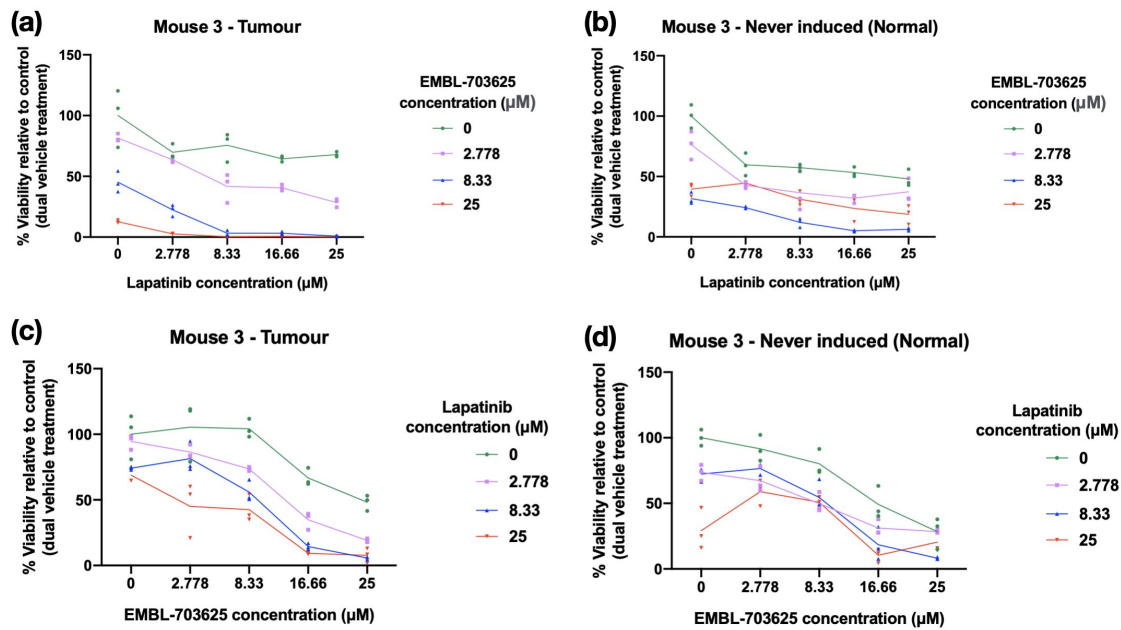 (a)
Mouse 3 - Tumour
% Viability relative to control
(dual vehicle treatment)
150
100
50
0
0 2.778 8.33 16.66 25
Lapatinib concentration (µM)
EMBL-703625
concentration (µM)
0
2.778
8.33
25
(b)
Mouse 3 - Never induced (Normal)
% Viability relative to control
(dual vehicle treatment)
150
100
50
0
0 2.778 8.33 16.66 25
Lapatinib concentration (µM)
EMBL-703625
concentration (µM)
0
2.778
8.33
25
(c)
Mouse 3 - Tumour
% Viability relative to control
(dual vehicle treatment)
150
100
50
0
0 2.778 8.33 16.66 25
EMBL-703625 concentration (µM)
Lapatinib
concentration (µM)
0
2.778
8.33
25
(d)
Mouse 3 - Never induced (Normal)
% Viability relative to control
(dual vehicle treatment)
150
100
50
0
0 2.778 8.33 16.66 25
EMBL-703625 concentration (µM)
Lapatinib
concentration (µM)
0
2.778
8.33
25